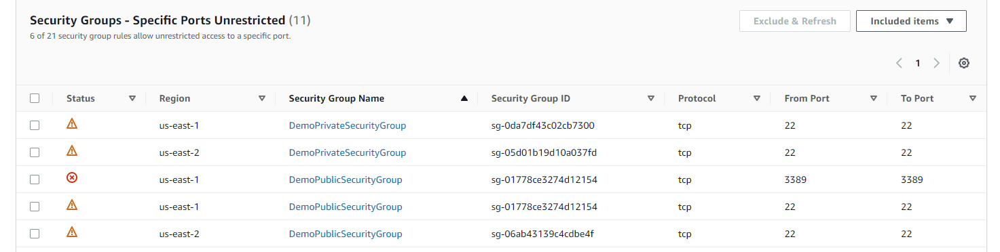 Security Groups - Specific Ports Unrestricted (11)
Exclude & Refresh
Included items
6 of 21 security group rules allow unrestricted access to a specific port.
1
Status Region Security Group Name Security Group ID Protocol From Port To Port
us-east-1 DemoPrivateSecurityGroup sg-0da7df43c02cb7300 tcp 22 22
us-east-2 DemoPrivateSecurityGroup sg-05d01b19d10a037fd tcp 22 22
us-east-1 DemoPublicSecurityGroup sg-01778ce3274d12154 tcp 3389 3389
us-east-1 DemoPublicSecurityGroup sg-01778ce3274d12154 tcp 22 22
us-east-2 DemoPublicSecurityGroup sg-06ab43139c4cdbe4f tcp 22 22